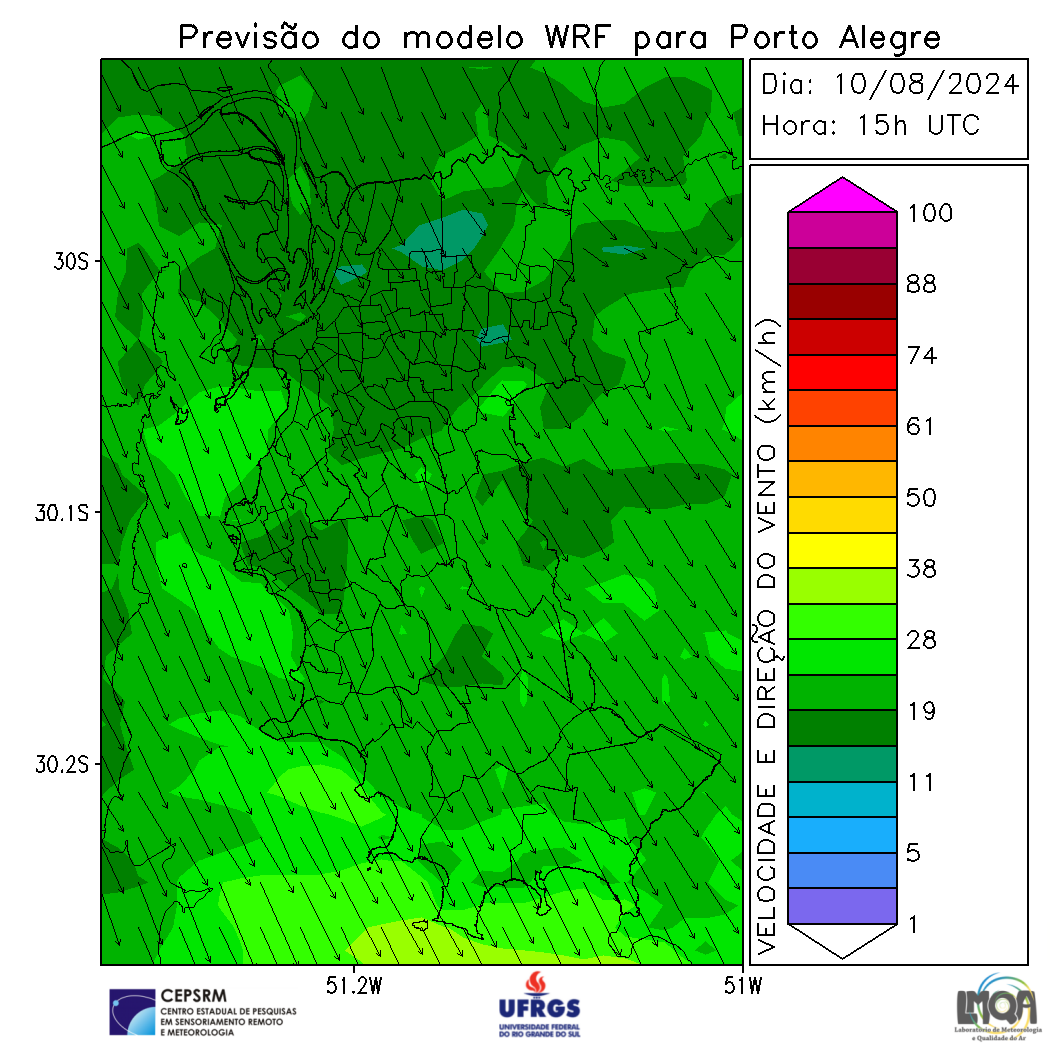 Previsão do modelo WRF para Porto Alegre
Dia: 10/08/2024
Hora: 15h UTC
30S
30.1S
30.2S
51.2W
51W
VELOCIDADE E DIREÇÃO DO VENTO (km/h)
100
88
74
61
50
38
28
19
11
5
1
CEPSRM
CENTRO ESTADUAL DE PESQUISAS
EM SENSORIAMENTO REMOTO
E METEOROLOGIA
UFRGS
UNIVERSIDADE FEDERAL
DO RIO GRANDE DO SUL
LMQA
Laboratório de Meteorologia
e Qualidade do Ar